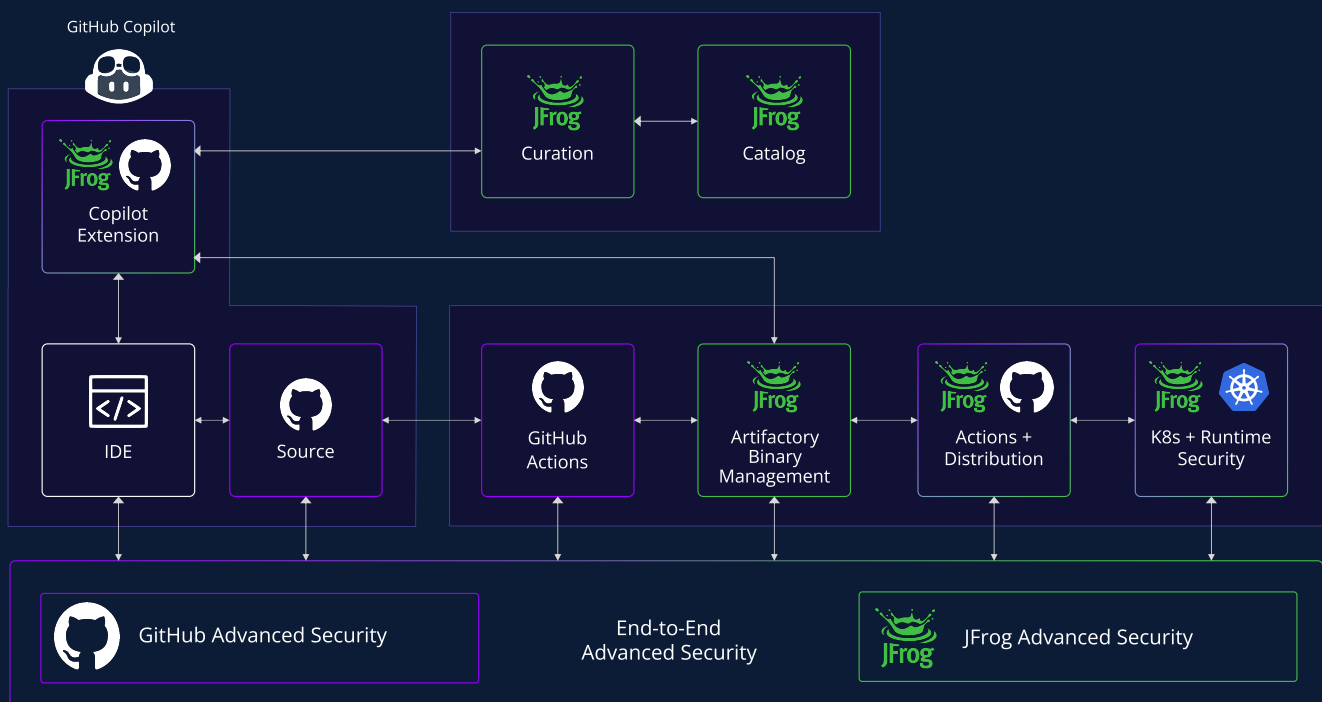 GitHub Copilot
JFrog
Copilot
Extension
JFrog
Curation
JFrog
Catalog
IDE
Source
GitHub
Actions
JFrog
Artifactory
Binary
Management
JFrog
Actions +
Distribution
JFrog
K8s + Runtime
Security
GitHub Advanced Security
End-to-End
Advanced Security
JFrog
JFrog Advanced Security